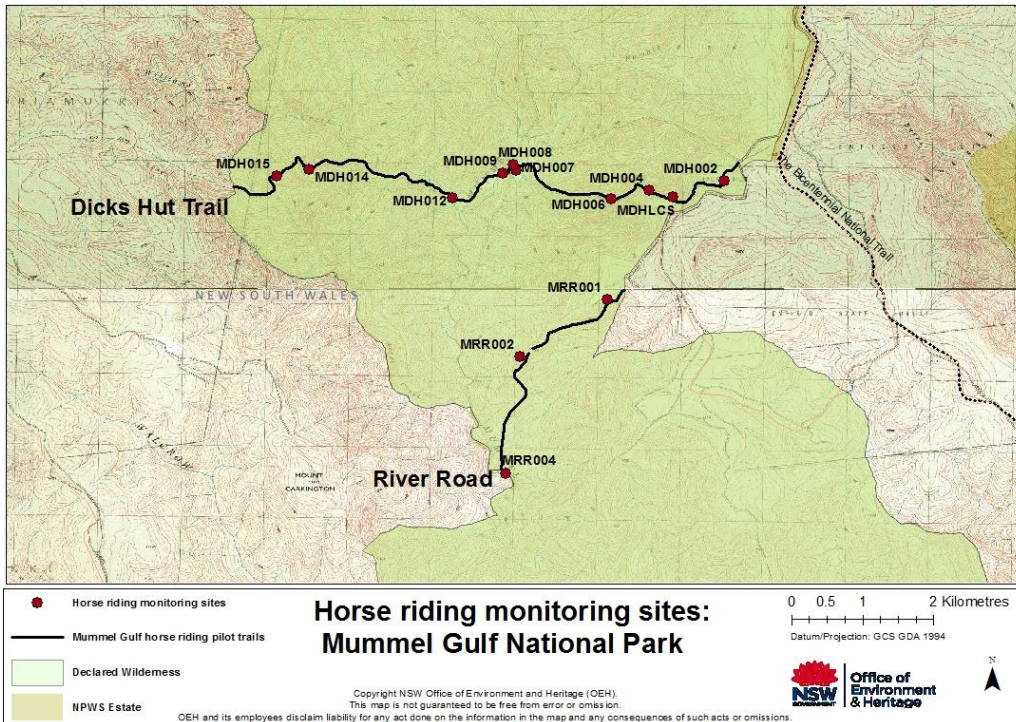 MDH015
MDH014
MDH012
MDH009
MDH008
MDH007
MDH006
MDH004
MDHLCS
MDH002
Dicks Hut Trail
The Bicentennial National Trail
NEW SOUTH WALES
MRR001
MRR002
MRR004
River Road
MOUNT
CARKINGTON
Horse riding monitoring sites
Mummel Gulf horse riding pilot trails
Declared Wilderness
NPWS Estate
Horse riding monitoring sites:
Mummel Gulf National Park
Copyright NSW Office of Environment and Heritage (OEH).
This map is not guaranteed to be free from error or omission.
OEH and its employees disclaim liability for any act done on the information in the map and any consequences of such acts or omissions.
0 0.5 1 2 Kilometres
Datum/Projection: GCS GDA 1994
NSW
GOVERNMENT
Office of
Environment
& Heritage
N